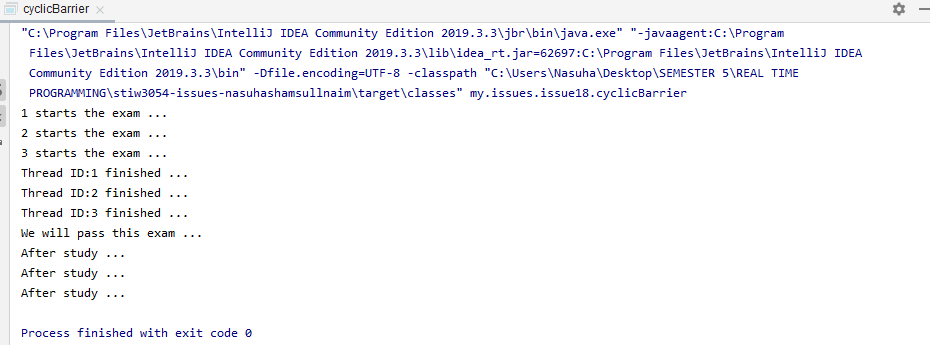 cyclicBarrier
"C:\Program Files\JetBrains\IntelliJ IDEA Community Edition 2019.3.3\jbr\bin\java.exe" "-javaagent:C:\Program
Files\JetBrains\IntelliJ IDEA Community Edition 2019.3.3\lib\idea_rt.jar=62697:C:\Program Files\JetBrains\IntelliJ IDEA
Community Edition 2019.3.3\bin" -Dfile.encoding=UTF-8 -classpath "C:\Users\Nasuha\Desktop\SEMESTER 5\REAL TIME
PROGRAMMING\stiw3054-issues-nasuhashamsullnaim\target\classes" my.issues.issue18.cyclicBarrier
1 starts the exam ...
2 starts the exam ...
3 starts the exam ...
Thread ID:1 finished ...
Thread ID:2 finished ...
Thread ID:3 finished ...
We will pass this exam ...
After study ...
After study ...
After study ...
Process finished with exit code 0